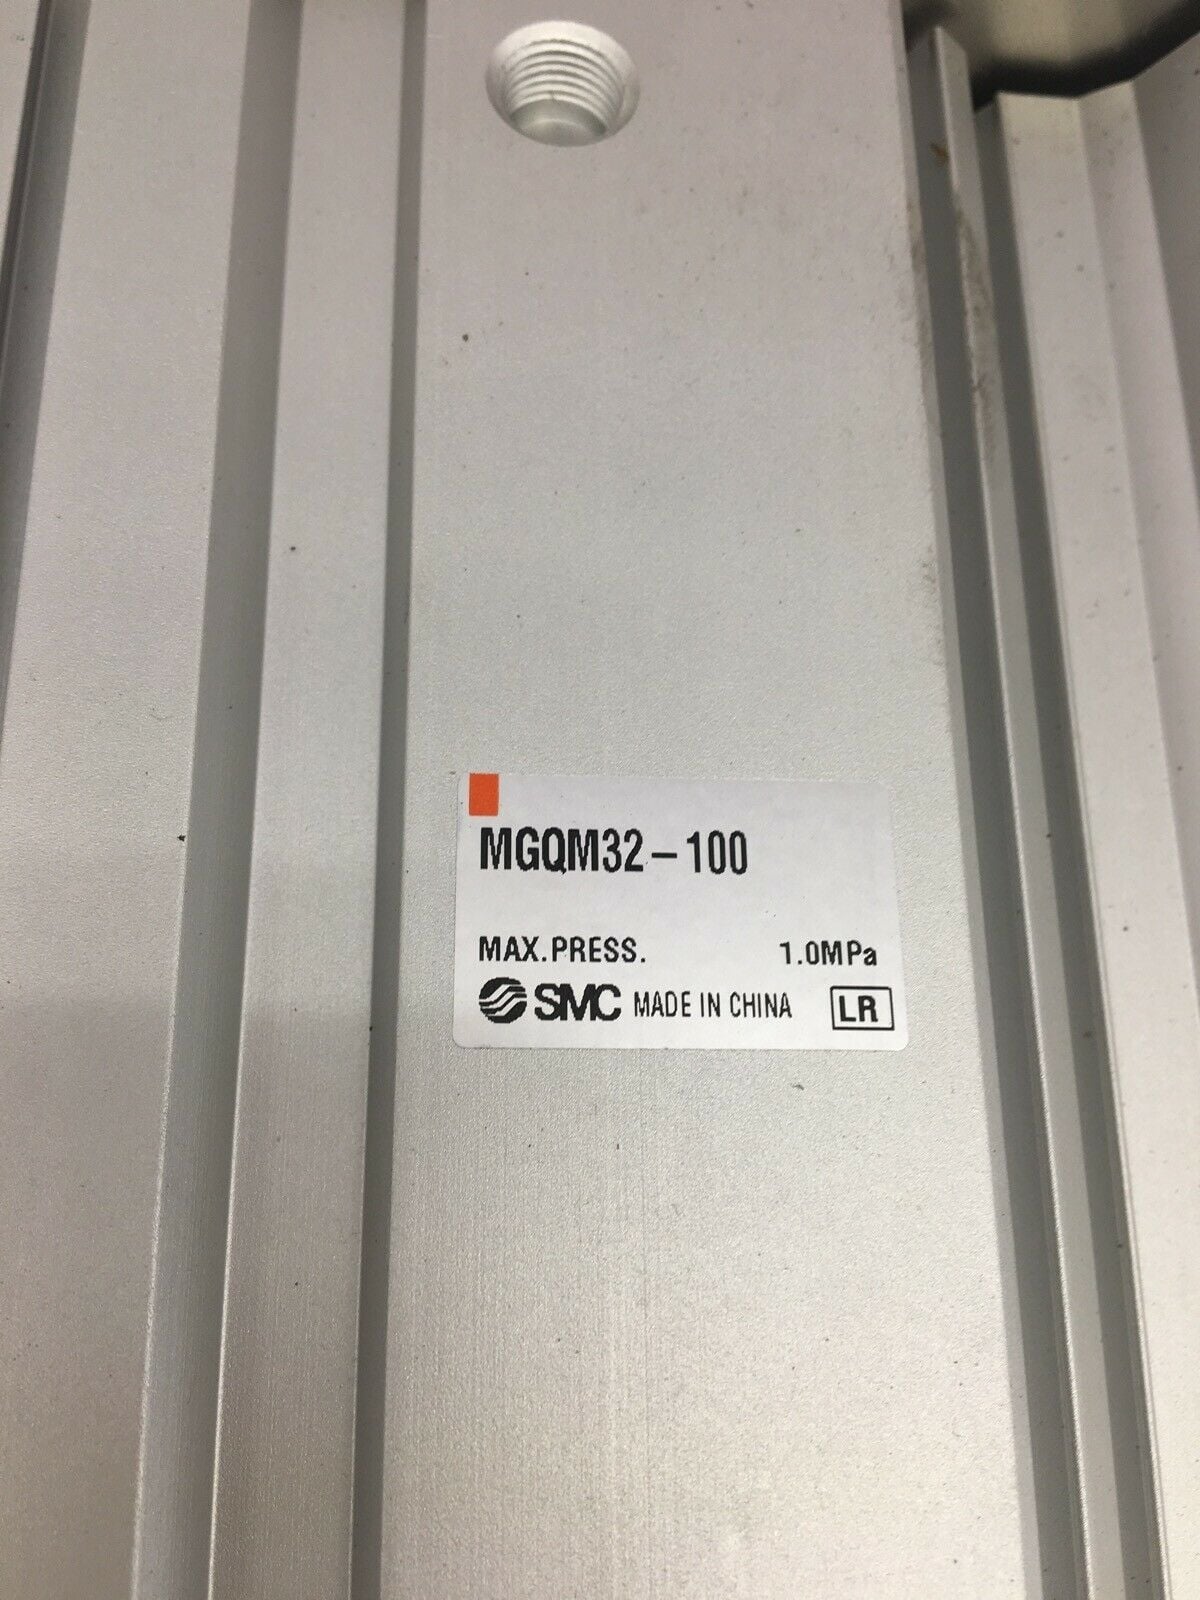 MGQM32-100
MAX.PRESS. 1.0MPa
SMC MADE IN CHINA LR